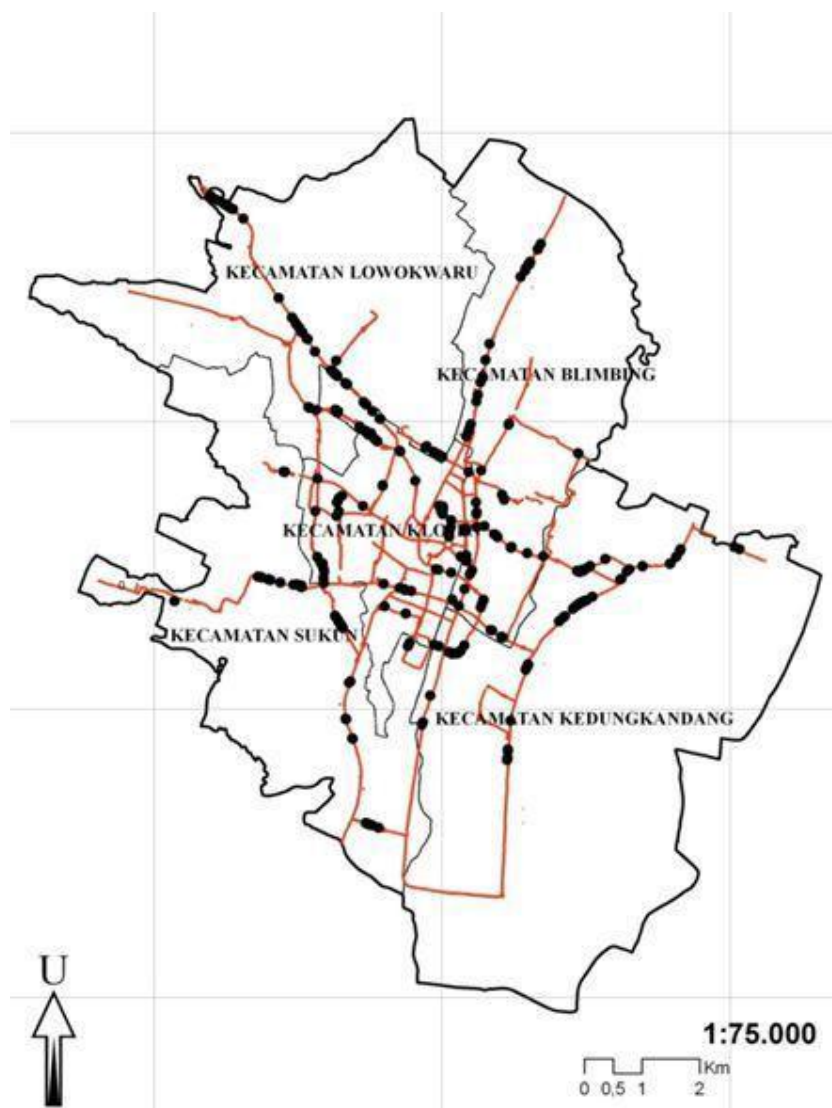 KECAMATAN LOWOKWARU
KECAMATAN BLIMBING
KECAMATAN
KECAMATAN SUKUN
KECAMATAN KEDUNGKANDANG
U
1:75.000
Km
0 0,5 1 2